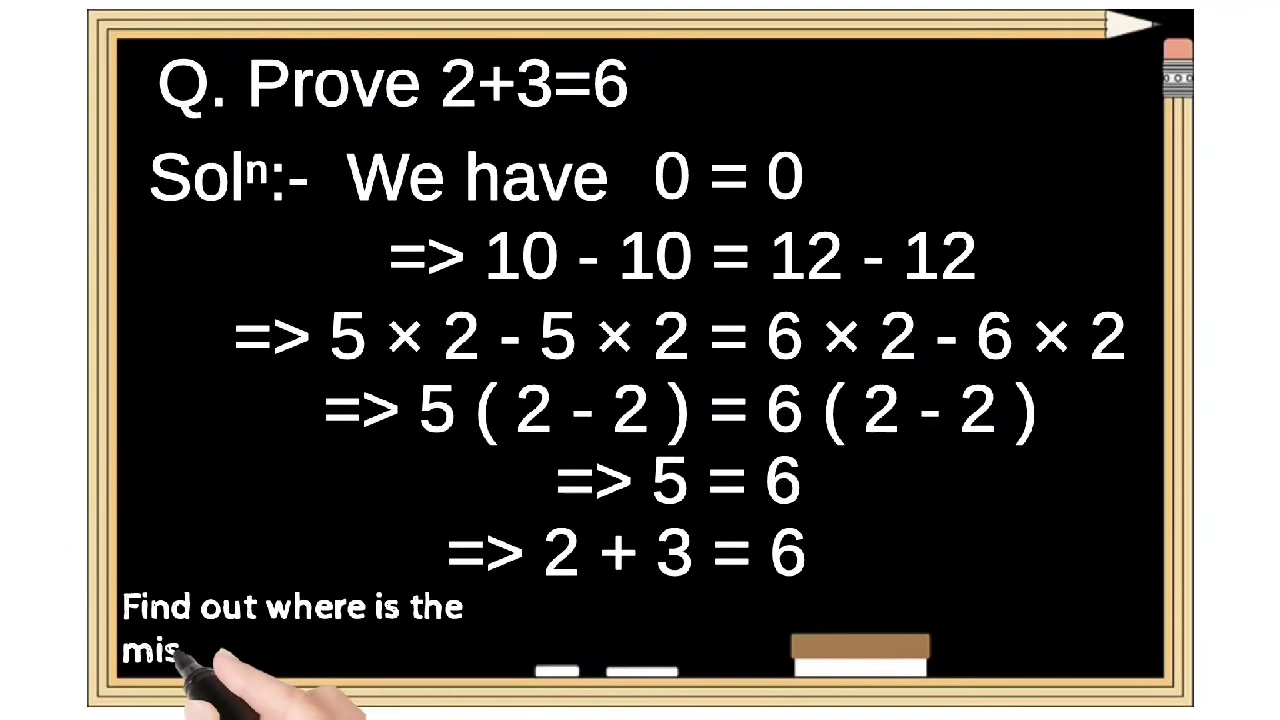 Q. Prove 2+3=6
Solⁿ:- We have 0 = 0
=> 10 - 10 = 12 - 12
=> 5 × 2 - 5 × 2 = 6 × 2 - 6 × 2
=> 5 ( 2 - 2 ) = 6 ( 2 - 2 )
=> 5 = 6
=> 2 + 3 = 6
Find out where is the
mis